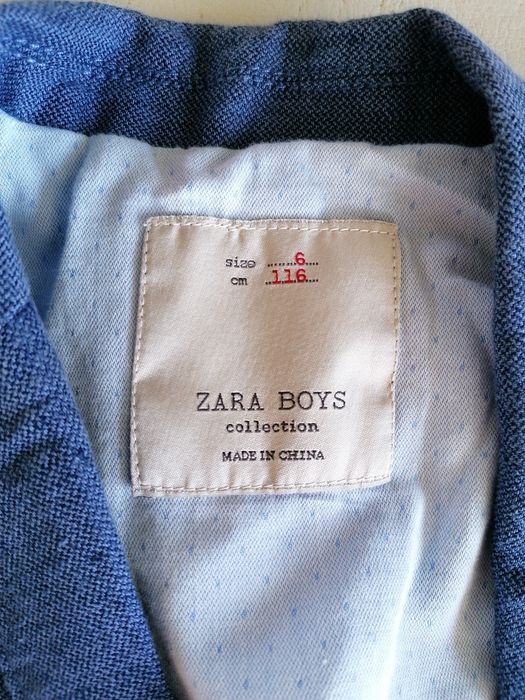 size ......6....
cm ...116....
ZARA BOYS
collection
MADE IN CHINA